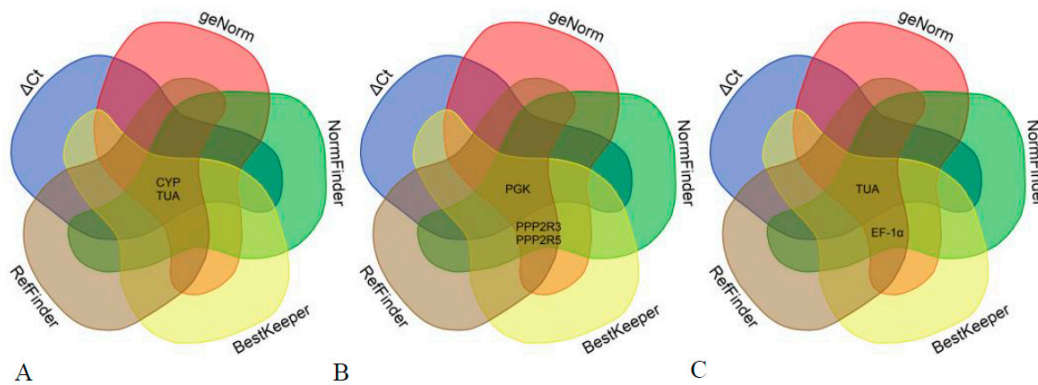 geNorm
ΔCt
NormFinder
CYP
TUA
RefFinder
BestKeeper
A
geNorm
ΔCt
NormFinder
PGK
PPP2R3
PPP2R5
RefFinder
BestKeeper
B
geNorm
ΔCt
NormFinder
TUA
EF-1α
RefFinder
BestKeeper
C